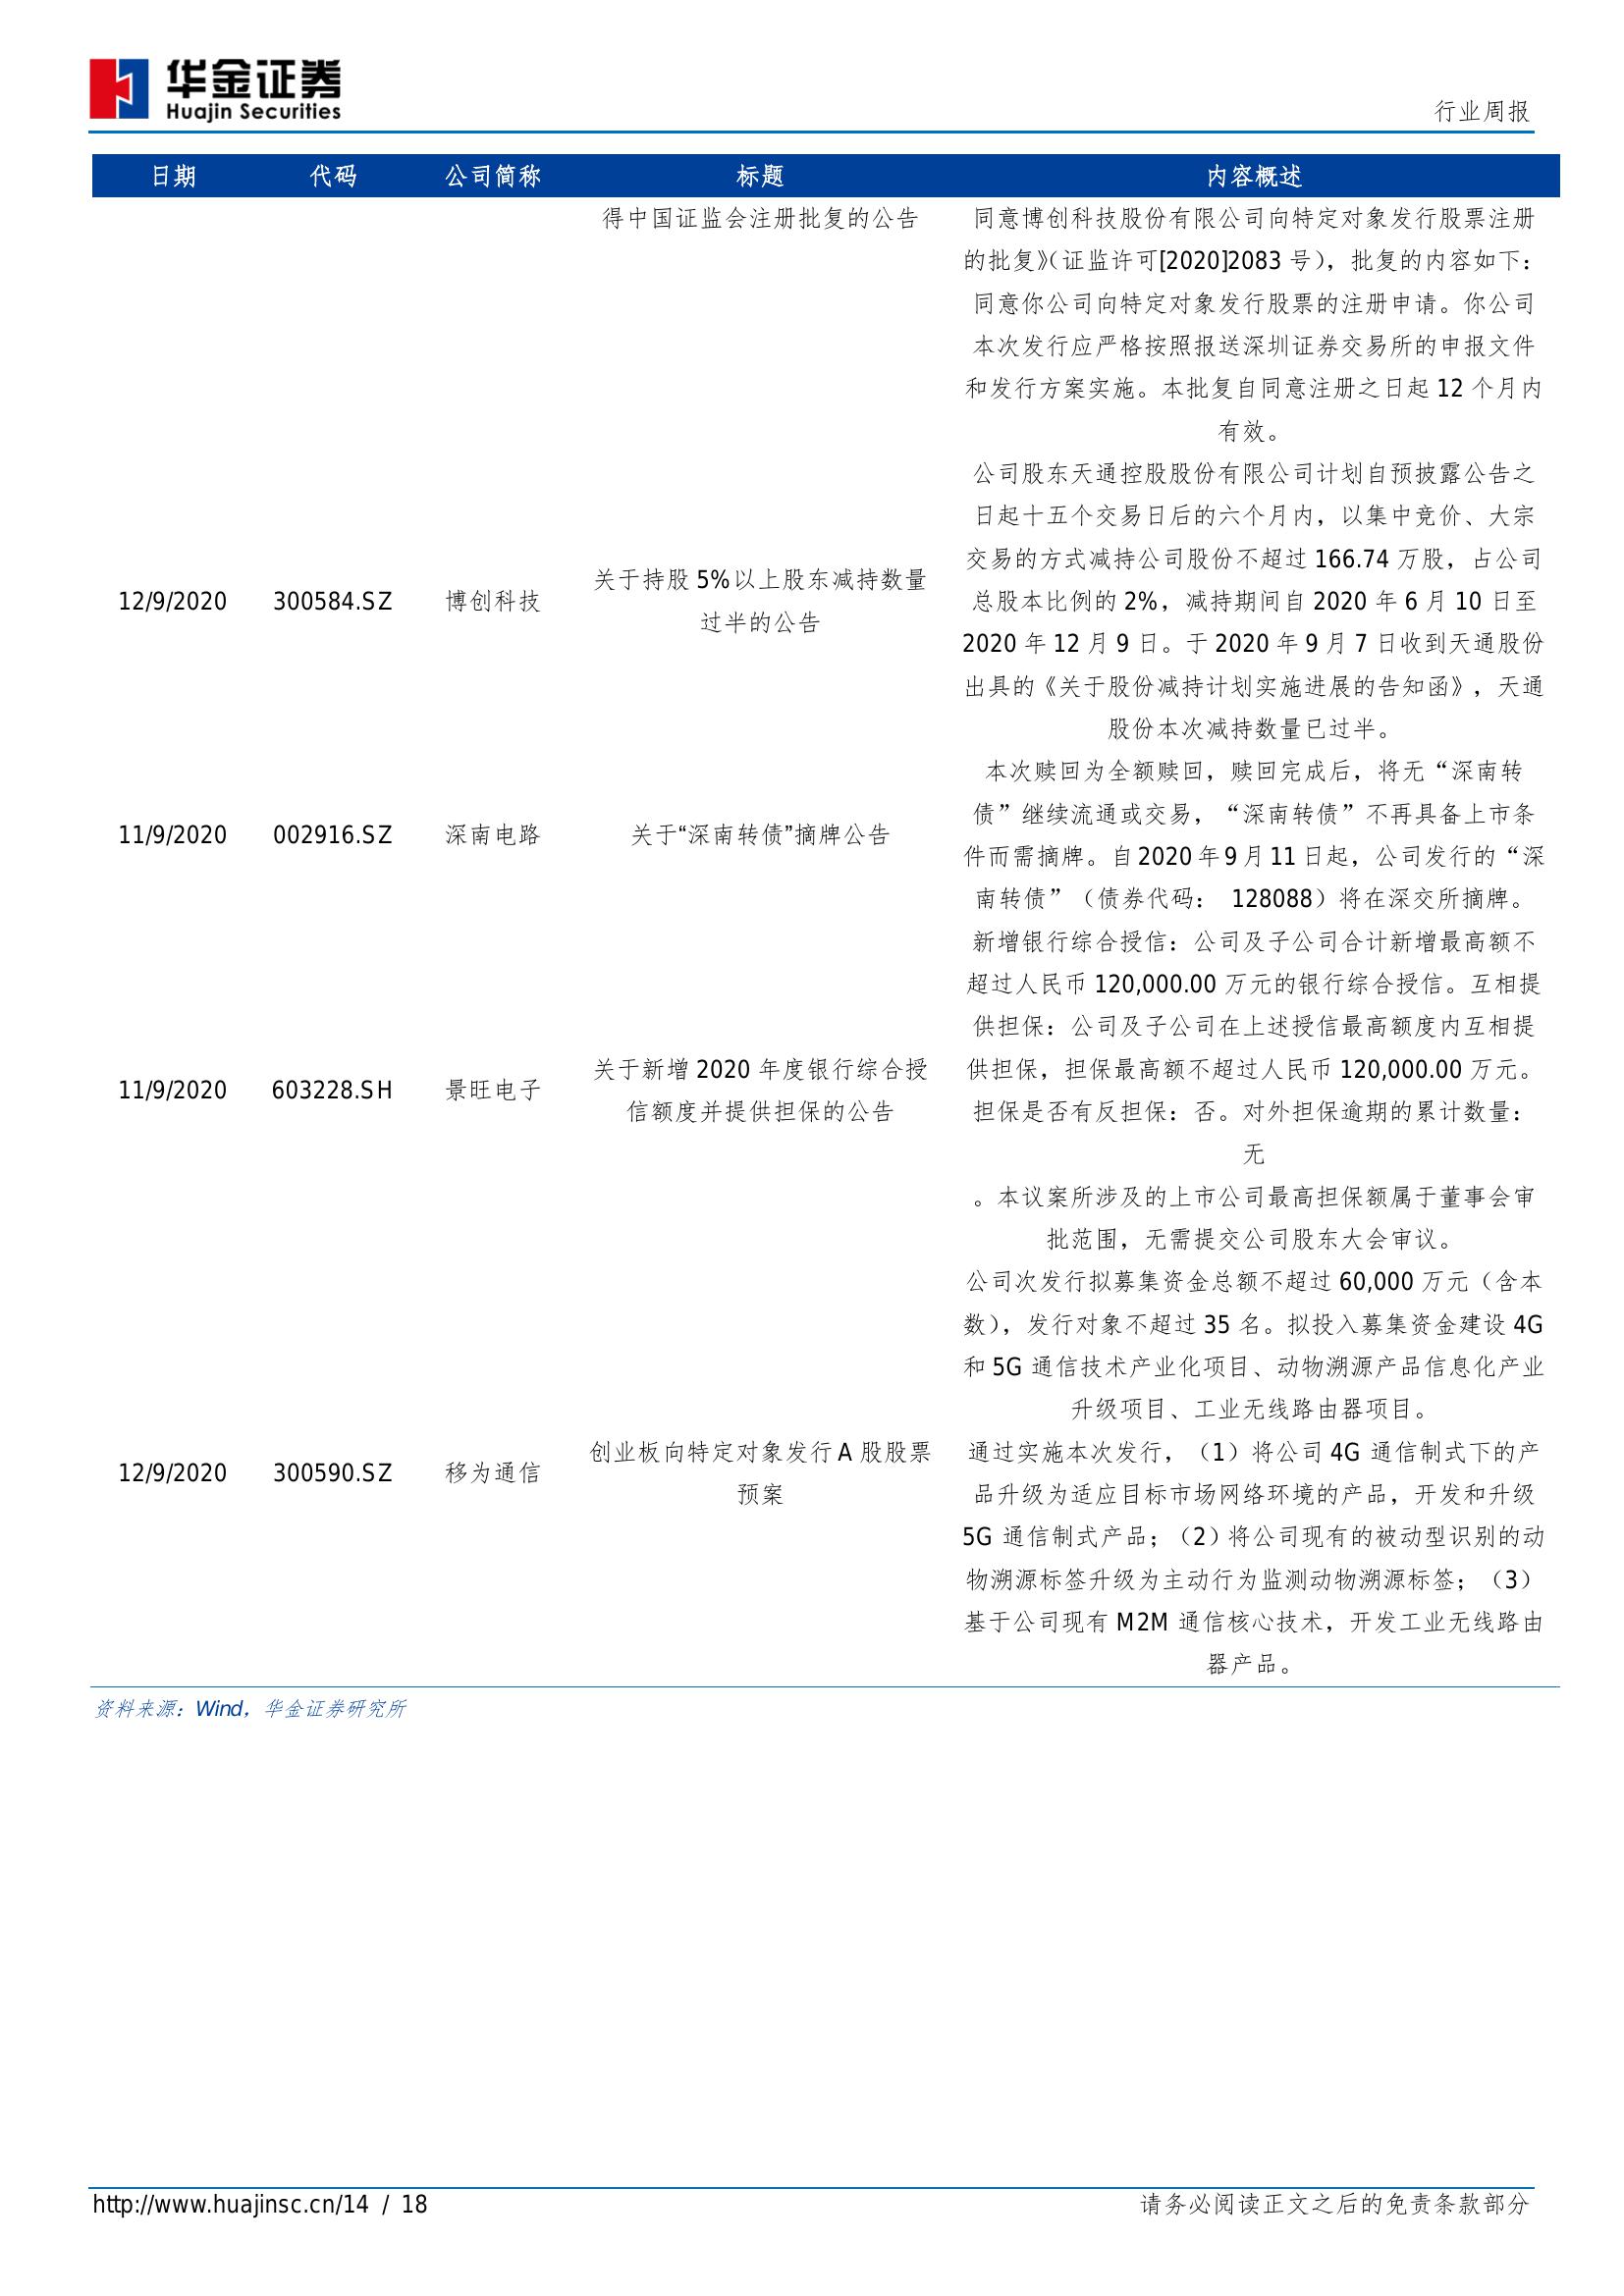 华金证券
Huajin Securities
行业周报
日期 代码 公司简称 标题 内容概述
得中国证监会注册批复的公告
同意博创科技股份有限公司向特定对象发行股票注册
的批复》（证监许可[2020]2083 号），批复的内容如下：
同意你公司向特定对象发行股票的注册申请。你公司
本次发行应严格按照报送深圳证券交易所的申报文件
和发行方案实施。本批复自同意注册之日起 12 个月内
有效。
12/9/2020 300584.SZ 博创科技
关于持股 5%以上股东减持数量
过半的公告
公司股东天通控股股份有限公司计划自预披露公告之
日起十五个交易日后的六个月内，以集中竞价、大宗
交易的方式减持公司股份不超过 166.74 万股，占公司
总股本比例的 2%，减持期间自 2020 年 6 月 10 日至
2020 年 12 月 9 日。于 2020 年 9 月 7 日收到天通股份
出具的《关于股份减持计划实施进展的告知函》，天通
股份本次减持数量已过半。
11/9/2020 002916.SZ 深南电路 关于“深南转债”摘牌公告
本次赎回为全额赎回，赎回完成后，将无“深南转
债”继续流通或交易，“深南转债”不再具备上市条
件而需摘牌。自 2020 年 9 月 11 日起，公司发行的“深
南转债”（债券代码： 128088）将在深交所摘牌。
11/9/2020 603228.SH 景旺电子
关于新增 2020 年度银行综合授
信额度并提供担保的公告
新增银行综合授信：公司及子公司合计新增最高额不
超过人民币 120,000.00 万元的银行综合授信。互相提
供担保：公司及子公司在上述授信最高额度内互相提
供担保，担保最高额不超过人民币 120,000.00 万元。
担保是否有反担保：否。对外担保逾期的累计数量：
无
。本议案所涉及的上市公司最高担保额属于董事会审
批范围，无需提交公司股东大会审议。
12/9/2020 300590.SZ 移为通信
创业板向特定对象发行 A 股股票
预案
公司次发行拟募集资金总额不超过 60,000 万元（含本
数），发行对象不超过 35 名。拟投入募集资金建设 4G
和 5G 通信技术产业化项目、动物溯源产品信息化产业
升级项目、工业无线路由器项目。
通过实施本次发行，（1）将公司 4G 通信制式下的产
品升级为适应目标市场网络环境的产品，开发和升级
5G 通信制式产品；（2）将公司现有的被动型识别的动
物溯源标签升级为主动行为监测动物溯源标签；（3）
基于公司现有 M2M 通信核心技术，开发工业无线路由
器产品。
资料来源：Wind，华金证券研究所
http://www.huajinsc.cn/14 / 18
请务必阅读正文之后的免责条款部分